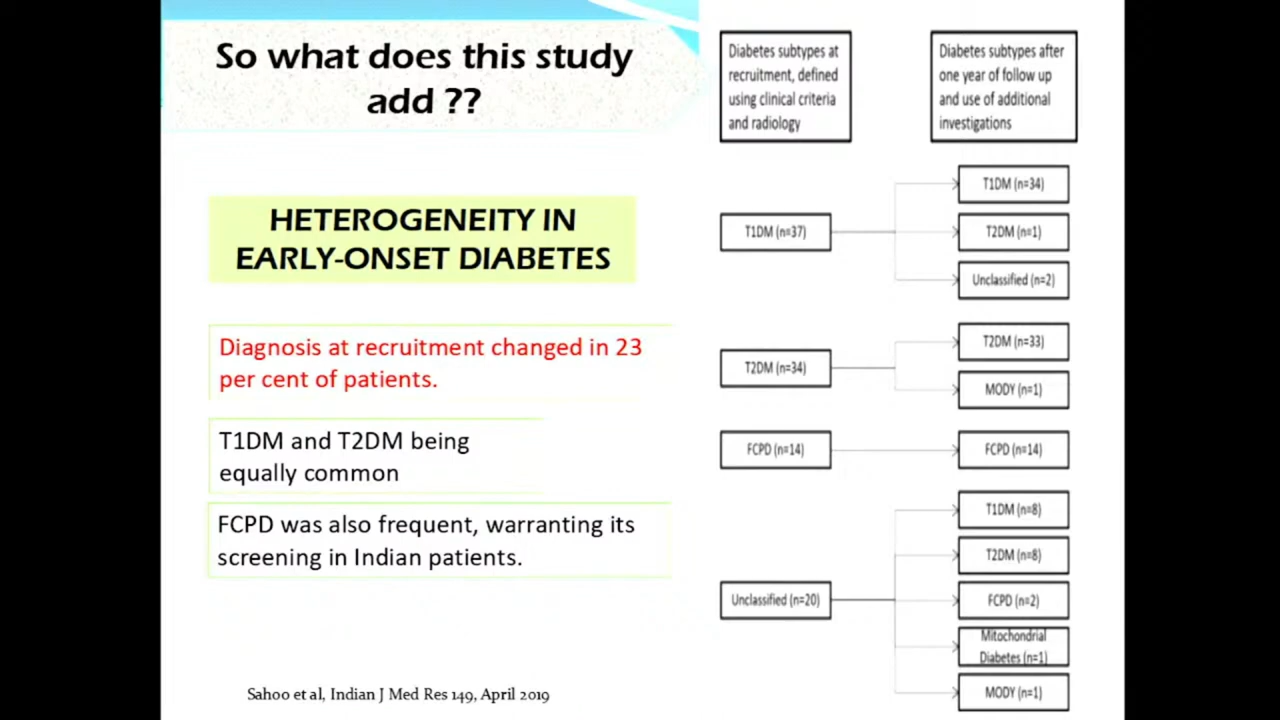 So what does this study
add ??
HETEROGENEITY IN
EARLY-ONSET DIABETES
Diagnosis at recruitment changed in 23
per cent of patients.
T1DM and T2DM being
equally common
FCPD was also frequent, warranting its
screening in Indian patients.
Sahoo et al, Indian J Med Res 149, April 2019
Diabetes subtypes at
recruitment, defined
using clinical criteria
and radiology
Diabetes subtypes after
one year of follow up
and use of additional
investigations
T1DM (n=37)
T1DM (n=34)
T2DM (n=1)
Unclassified (n=2)
T2DM (n=34)
T2DM (n=33)
MODY (n=1)
FCPD (n=14)
FCPD (n=14)
Unclassified (n=20)
T1DM (n=8)
T2DM (n=8)
FCPD (n=2)
Mitochondrial
Diabetes (n=1)
MODY (n=1)